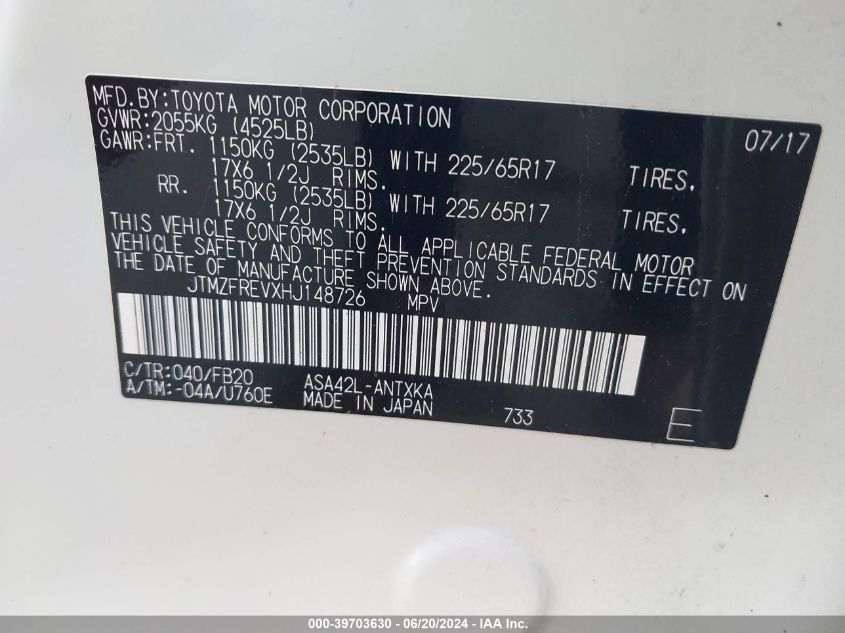 MFD.BY:TOYOTA MOTOR CORPORATION 07/17
GVWR:2055KG (4525LB)
GAWR:FRT. 1150KG (2535LB) WITH 225/65R17 TIRES,
17X6 1/2J RIMS.
RR. 1150KG (2535LB) WITH 225/65R17 TIRES,
17X6 1/2J RIMS.
THIS VEHICLE CONFORMS TO ALL APPLICABLE FEDERAL MOTOR
VEHICLE SAFETY AND THEFT PREVENTION STANDARDS IN EFFECT ON
THE DATE OF MANUFACTURE SHOWN ABOVE.
JTMZFREVXHJ148726 MPV
C/TR:040/FB20 ASA42L-ANTXKA
A/TM:-04A/U760E MADE IN JAPAN 733 E
000-39703630 - 06/20/2024 - IAA Inc.